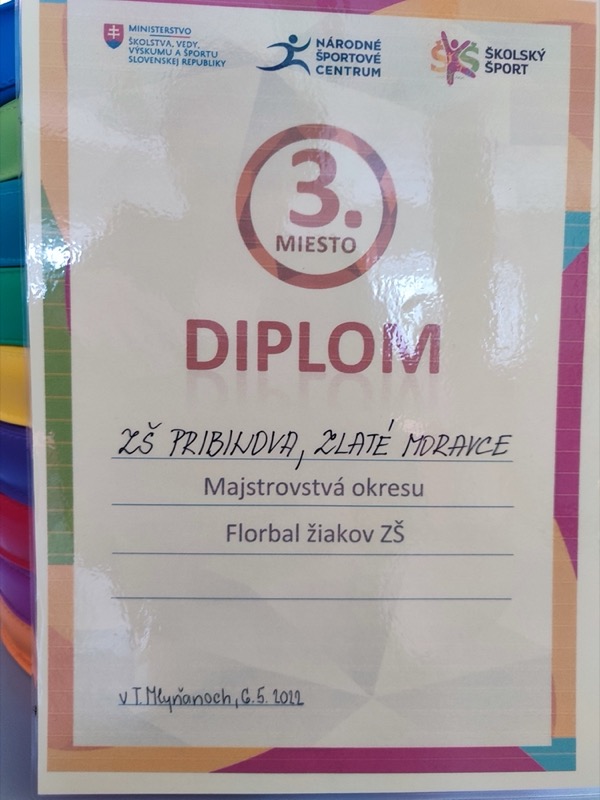 MINISTERSTVO
ŠKOLSTVA, VEDY,
VÝSKUMU A ŠPORTU
SLOVENSKEJ REPUBLIKY
NÁRODNÉ
ŠPORTOVÉ
CENTRUM
ŠŠ
ŠKOLSKÝ
ŠPORT
3.
MIESTO
DIPLOM
ZŠ PRIBINOVA, ZLATÉ MORAVCE
Majstrovstvá okresu
Florbal žiakov ZŠ
v T. Mlyňanoch, 6.5. 2022